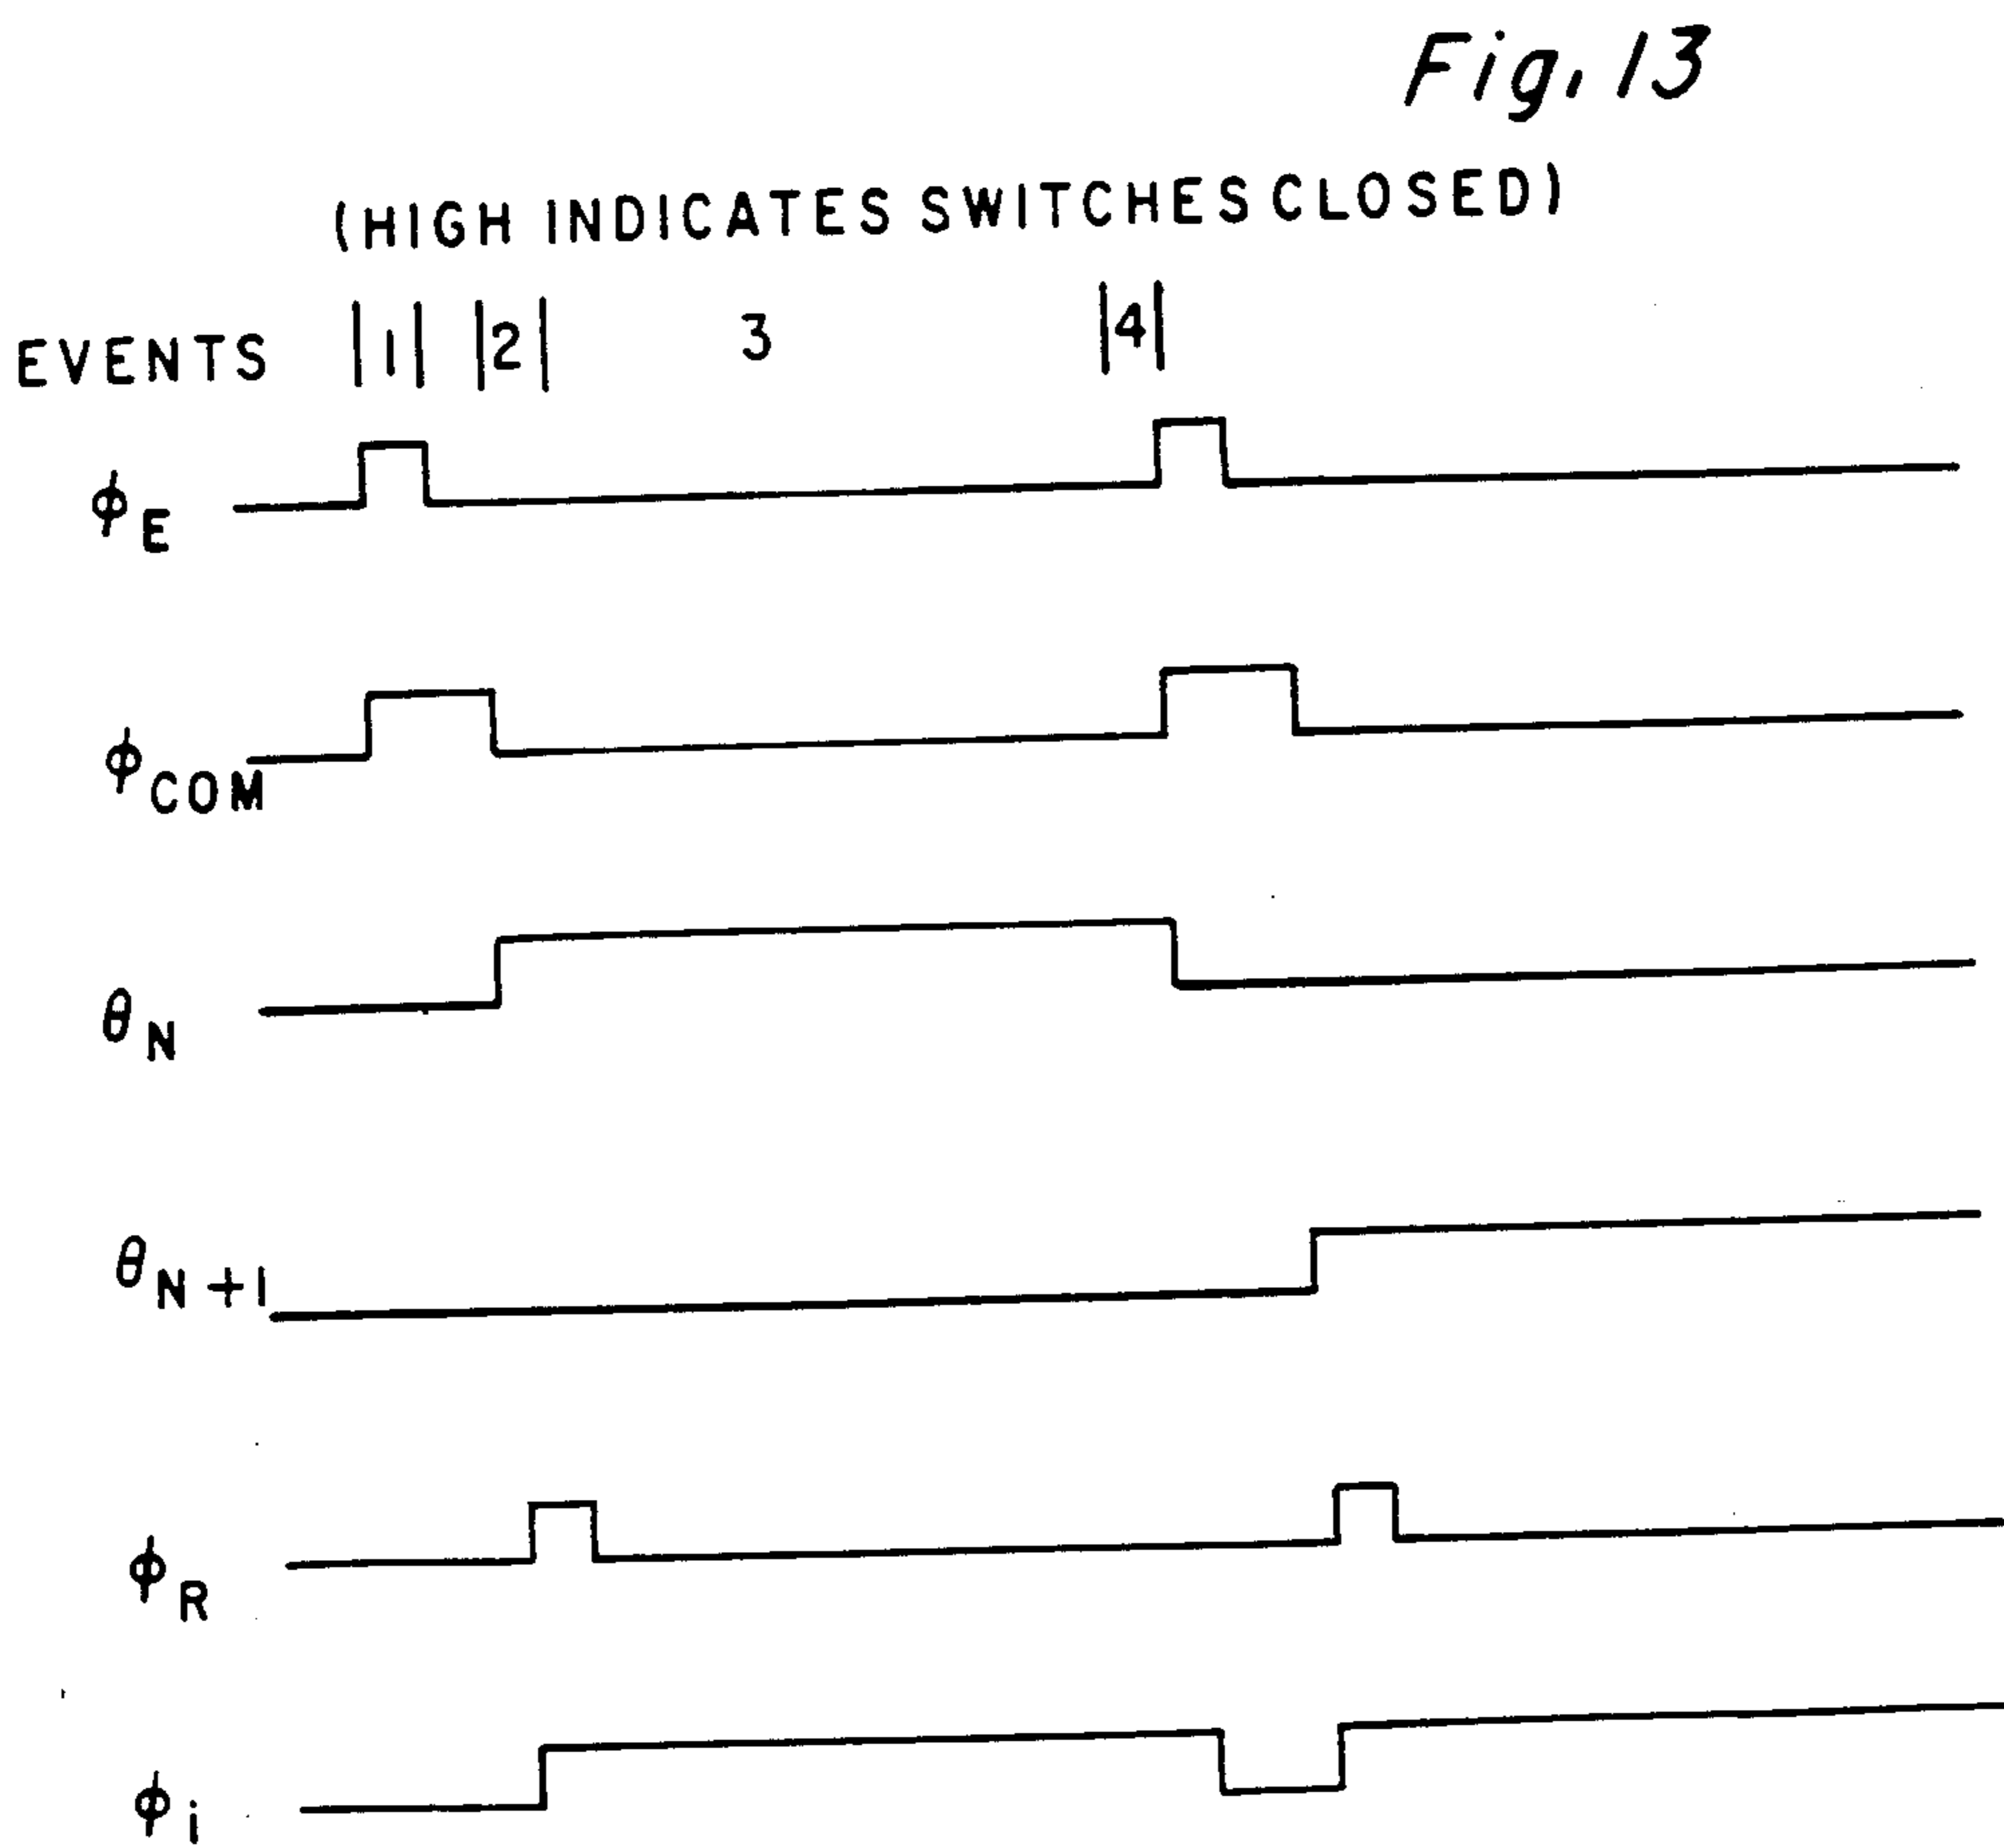 Fig. 13
(HIGH INDICATES SWITCHES CLOSED)
EVENTS |1| |2| 3 |4|
ϕE
ϕCOM
θN
θN+1
ϕR
ϕi